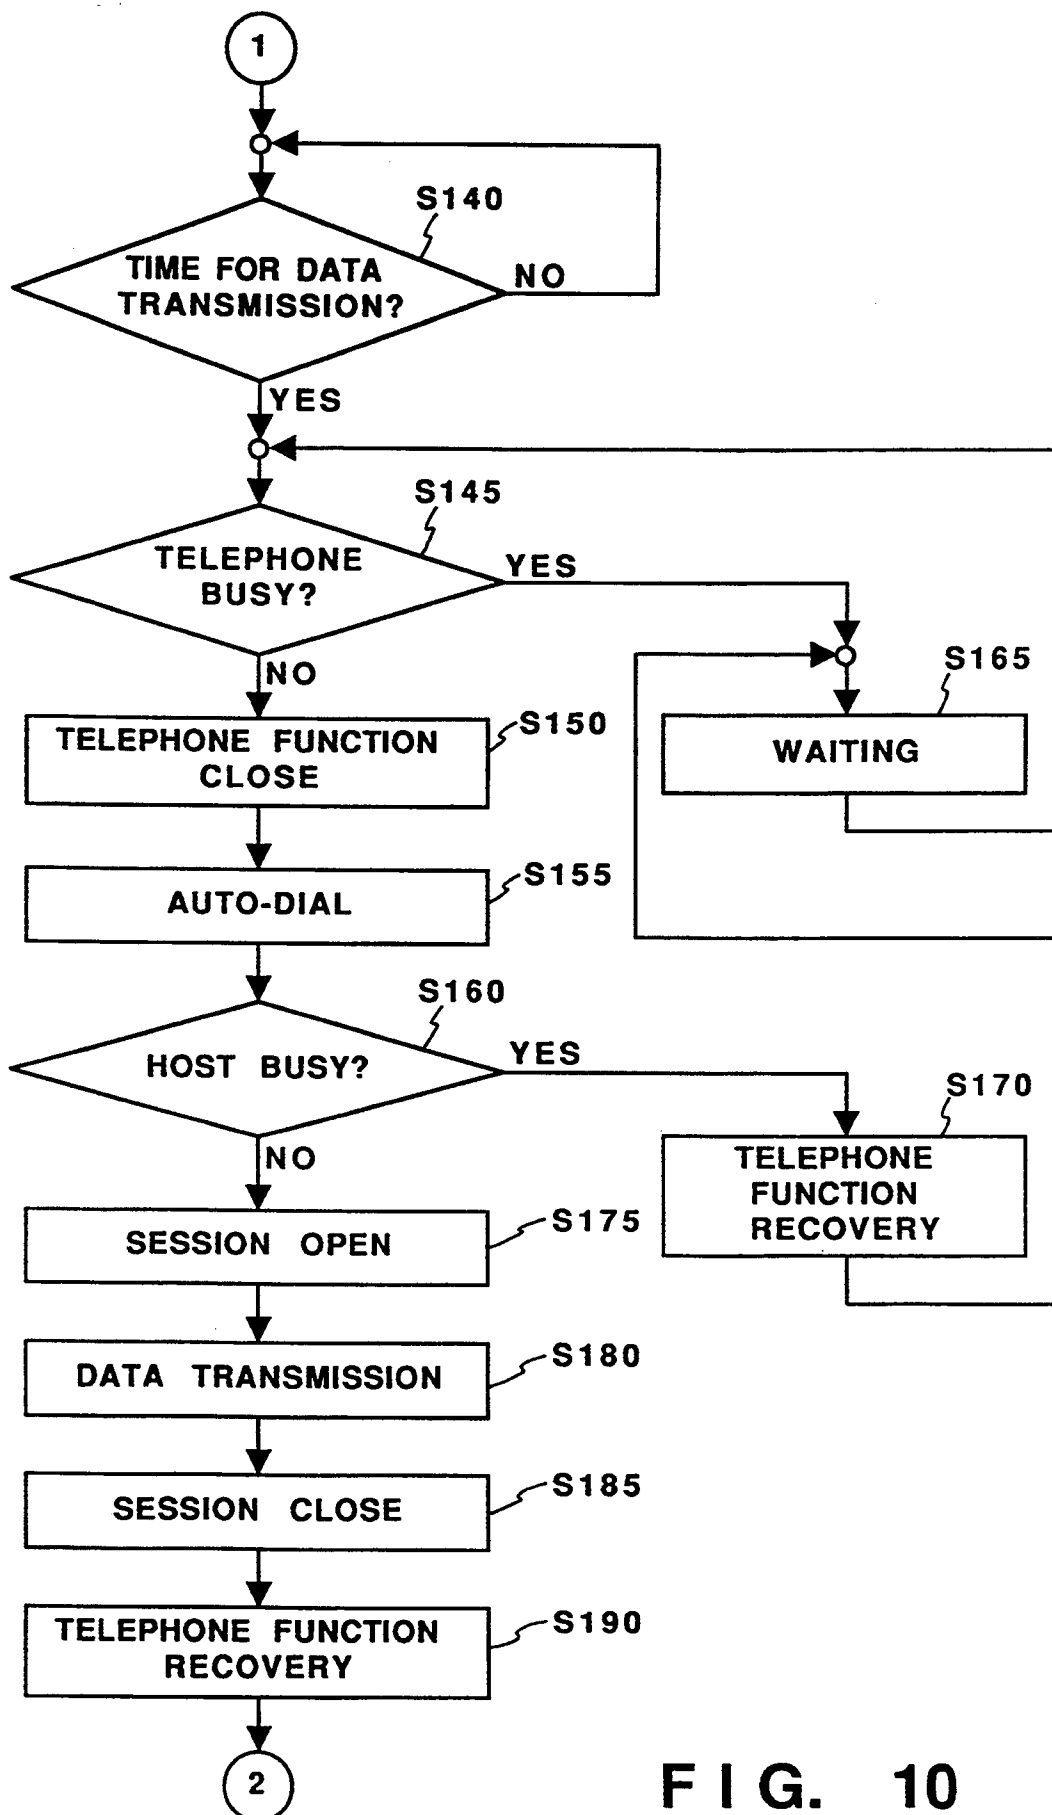 1
S140
TIME FOR DATA
TRANSMISSION?
NO
YES
S145
TELEPHONE
BUSY?
YES
NO
S165
WAITING
S150
TELEPHONE FUNCTION
CLOSE
S155
AUTO-DIAL
S160
HOST BUSY?
YES
NO
S170
TELEPHONE
FUNCTION
RECOVERY
S175
SESSION OPEN
S180
DATA TRANSMISSION
S185
SESSION CLOSE
S190
TELEPHONE FUNCTION
RECOVERY
2
FIG. 10